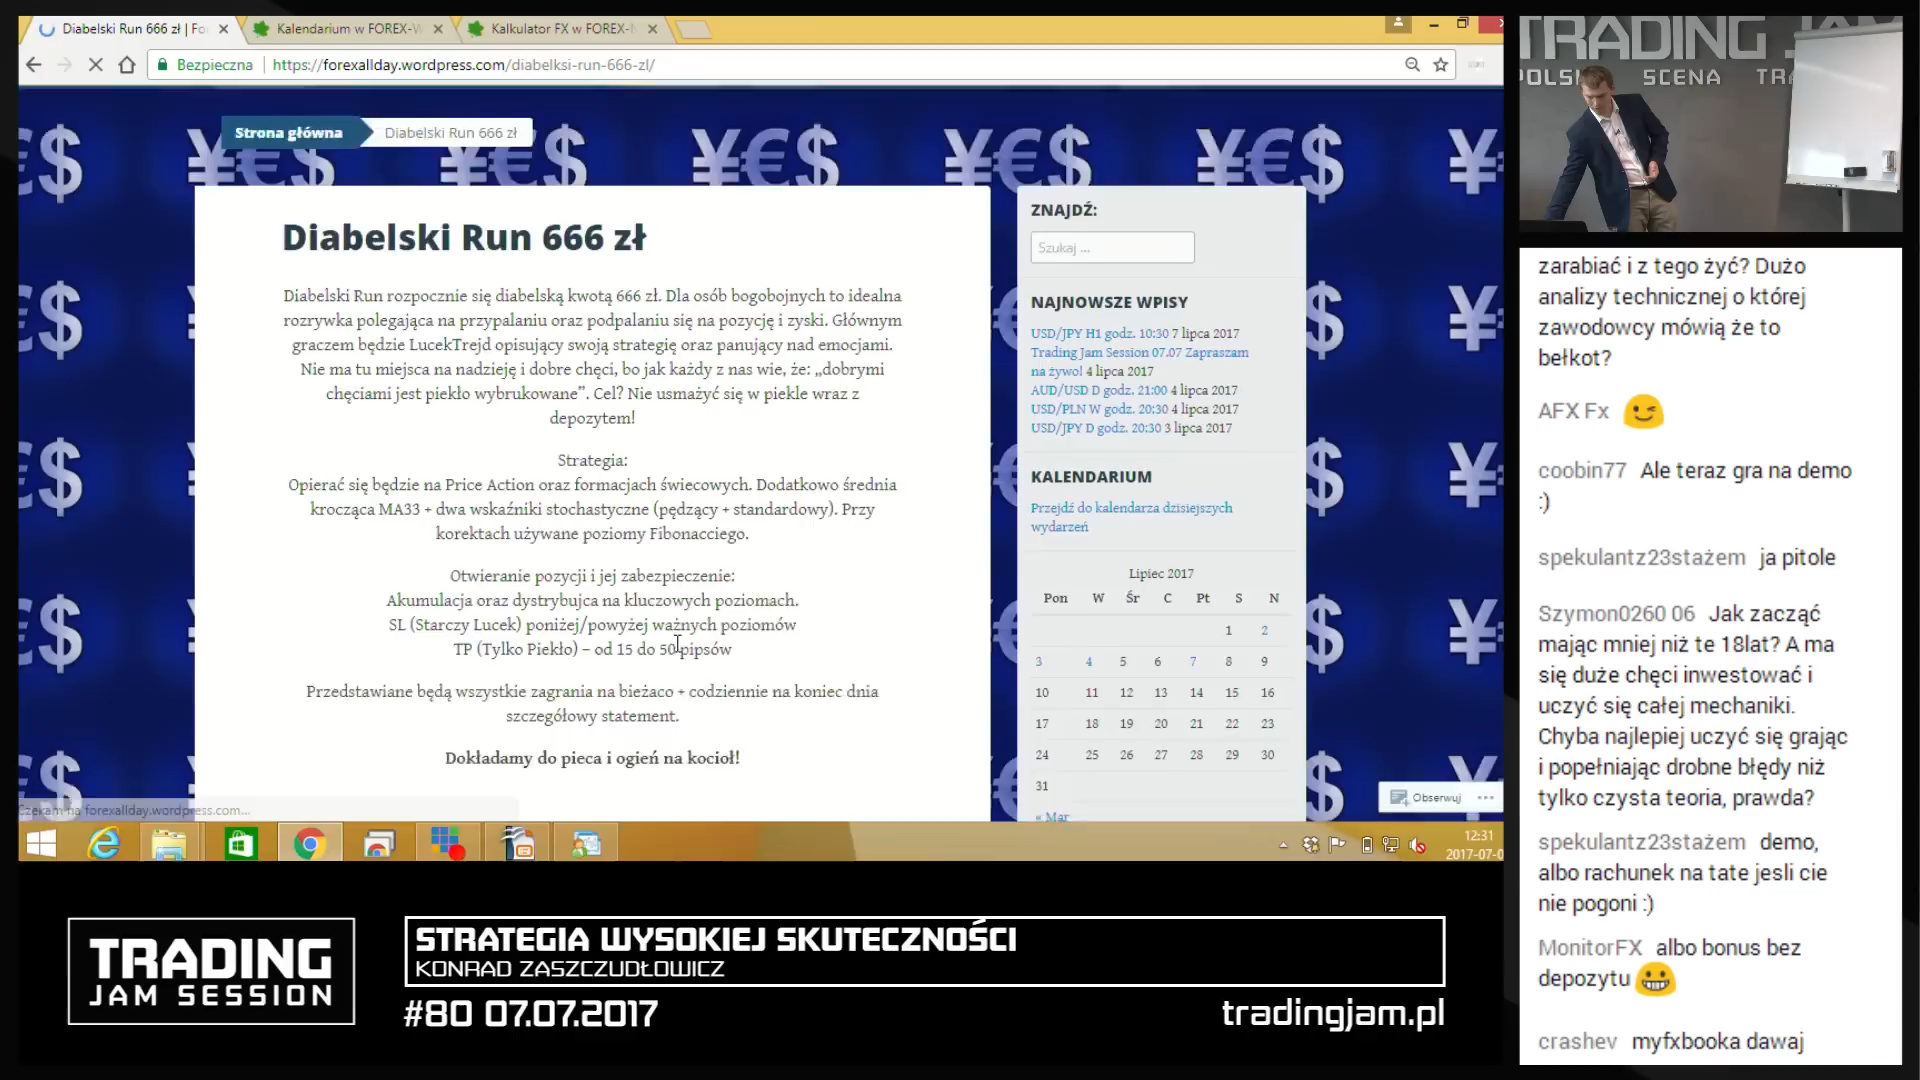 Diabelski Run 666 zł | Fo
Kalendarium w FOREX-W
Kalkulator FX w FOREX-
Bezpieczna
https://forexallday.wordpress.com/diabelksi-run-666-zl/
Strona główna
Diabelski Run 666 zł
Diabelski Run 666 zł
Diabelski Run rozpocznie się diabelską kwotą 666 zł. Dla osób bogobojnych to idealna
rozrywka polegająca na przypalaniu oraz podpalaniu się na pozycję i zyski. Głównym
graczem będzie LucekTrejd opisujący swoją strategię oraz panujący nad emocjami.
Nie ma tu miejsca na nadzieję i dobre chęci, bo jak każdy z nas wie, że: „dobrymi
chęciami jest piekło wybrukowane”. Cel? Nie usmażyć się w piekle wraz z
depozytem!
Strategia:
Opierać się będzie na Price Action oraz formacjach świecowych. Dodatkowo średnia
krocząca MA33 + dwa wskaźniki stochastyczne (pędzący + standardowy). Przy
korektach używane poziomy Fibonacciego.
Otwieranie pozycji i jej zabezpieczenie:
Akumulacja oraz dystrybujca na kluczowych poziomach.
SL (Starczy Lucek) poniżej/powyżej ważnych poziomów
TP (Tylko Piekło) – od 15 do 50 pipsów
Przedstawiane będą wszystkie zagrania na bieżaco + codziennie na koniec dnia
szczegółowy statement.
Dokładamy do pieca i ogień na kocioł!
Czekam na forexallday.wordpress.com...
ZNAJDŹ:
Szukaj ...
NAJNOWSZE WPISY
USD/JPY H1 godz. 10:30 7 lipca 2017
Trading Jam Session 07.07 Zapraszam
na żywo! 4 lipca 2017
AUD/USD D godz. 21:00 4 lipca 2017
USD/PLN W godz. 20:30 4 lipca 2017
USD/JPY D godz. 20:30 3 lipca 2017
KALENDARIUM
Przejdź do kalendarza dzisiejszych
wydarzeń
Lipiec 2017
Pon W Śr C Pt S N
1 2
3 4 5 6 7 8 9
10 11 12 13 14 15 16
17 18 19 20 21 22 23
24 25 26 27 28 29 30
31
« Mar
Obserwuj
12:31
2017-07-0
TRADING
JAM SESSION
STRATEGIA WYSOKIEJ SKUTECZNOŚCI
KONRAD ZASZCZUDŁOWICZ
#80 07.07.2017
tradingjam.pl
TRADING J
POLS SCENA TRA
zarabiać i z tego żyć? Dużo
analizy technicznej o której
zawodowcy mówią że to
bełkot?
AFX Fx
coobin77 Ale teraz gra na demo
:)
spekulantz23stażem ja pitole
Szymon0260 06 Jak zacząć
mając mniej niż te 18lat? A ma
się duże chęci inwestować i
uczyć się całej mechaniki.
Chyba najlepiej uczyć się grając
i popełniając drobne błędy niż
tylko czysta teoria, prawda?
spekulantz23stażem demo,
albo rachunek na tate jesli cie
nie pogoni :)
MonitorFX albo bonus bez
depozytu
crashev myfxbooka dawaj